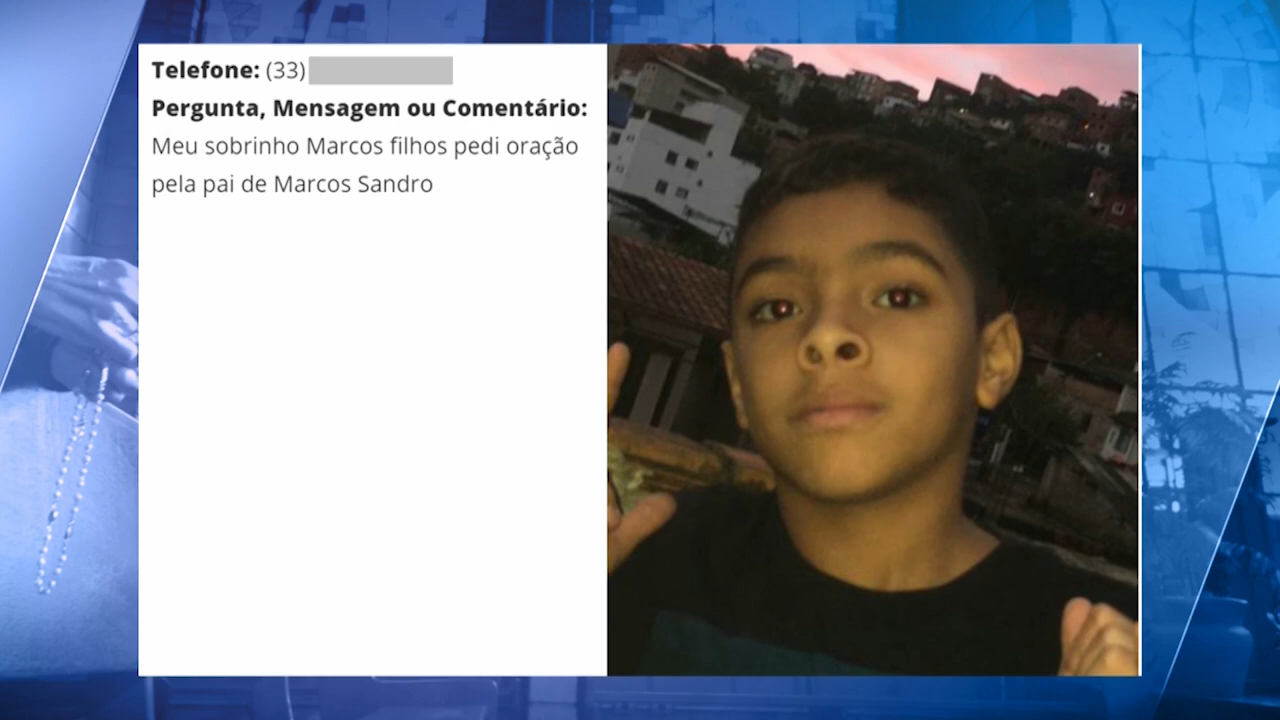 Telefone: (33)
Pergunta, Mensagem ou Comentário:
Meu sobrinho Marcos filhos pedi oração
pela pai de Marcos Sandro